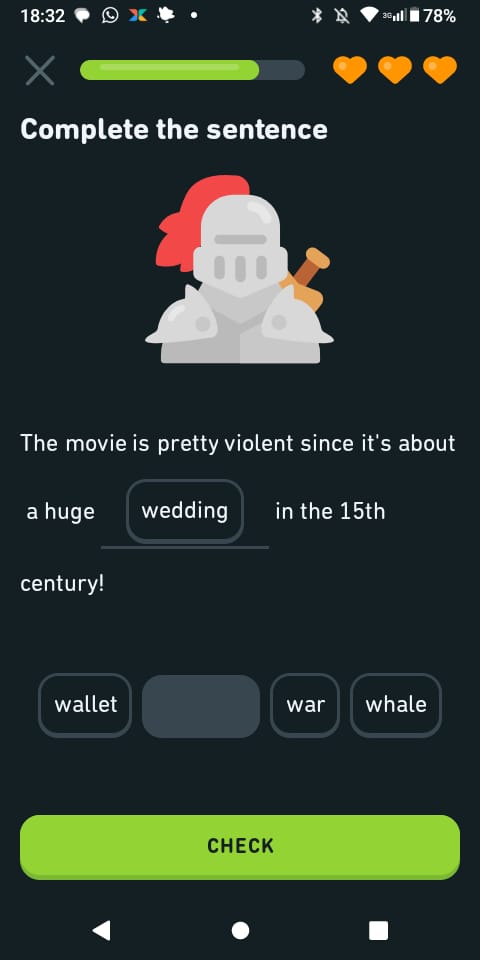 18:32 3G 78%
Complete the sentence
The movie is pretty violent since it's about
a huge wedding in the 15th
century!
wallet war whale
CHECK